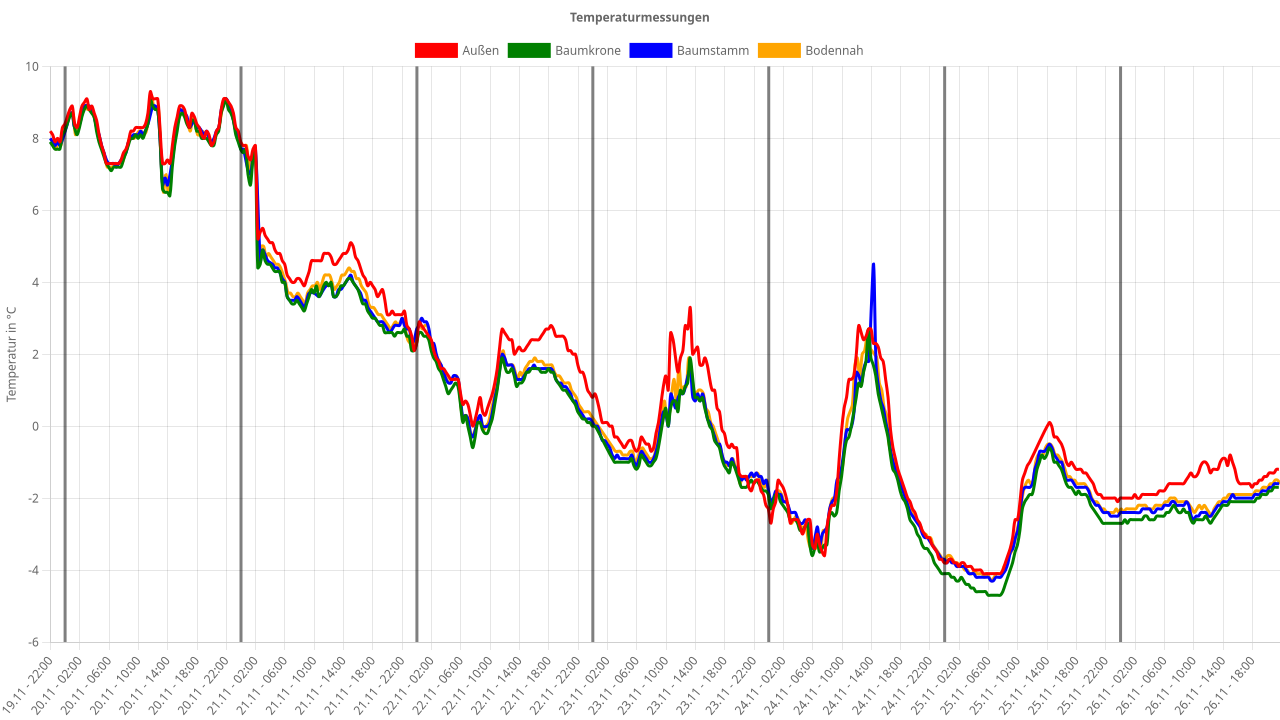 Temperaturmessungen
Außen Baumkrone Baumstamm Bodennah
Temperatur in °C
10
8
6
4
2
0
-2
-4
-6
19.11 - 22:00
20.11 - 02:00
20.11 - 06:00
20.11 - 10:00
20.11 - 14:00
20.11 - 18:00
20.11 - 22:00
21.11 - 02:00
21.11 - 06:00
21.11 - 10:00
21.11 - 14:00
21.11 - 18:00
21.11 - 22:00
22.11 - 02:00
22.11 - 06:00
22.11 - 10:00
22.11 - 14:00
22.11 - 18:00
22.11 - 22:00
23.11 - 02:00
23.11 - 06:00
23.11 - 10:00
23.11 - 14:00
23.11 - 18:00
23.11 - 22:00
24.11 - 02:00
24.11 - 06:00
24.11 - 10:00
24.11 - 14:00
24.11 - 18:00
24.11 - 22:00
25.11 - 02:00
25.11 - 06:00
25.11 - 10:00
25.11 - 14:00
25.11 - 18:00
25.11 - 22:00
26.11 - 02:00
26.11 - 06:00
26.11 - 10:00
26.11 - 14:00
26.11 - 18:00